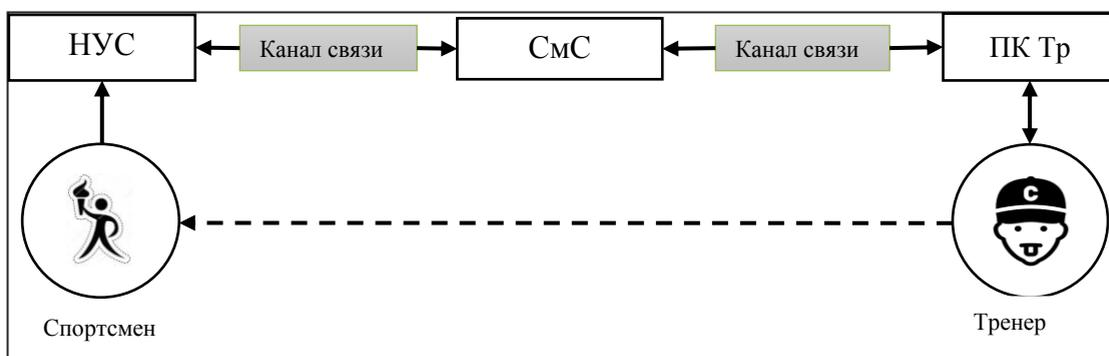 НУС
Канал связи
СмС
Канал связи
ПК Тр
C
Спортсмен
Тренер